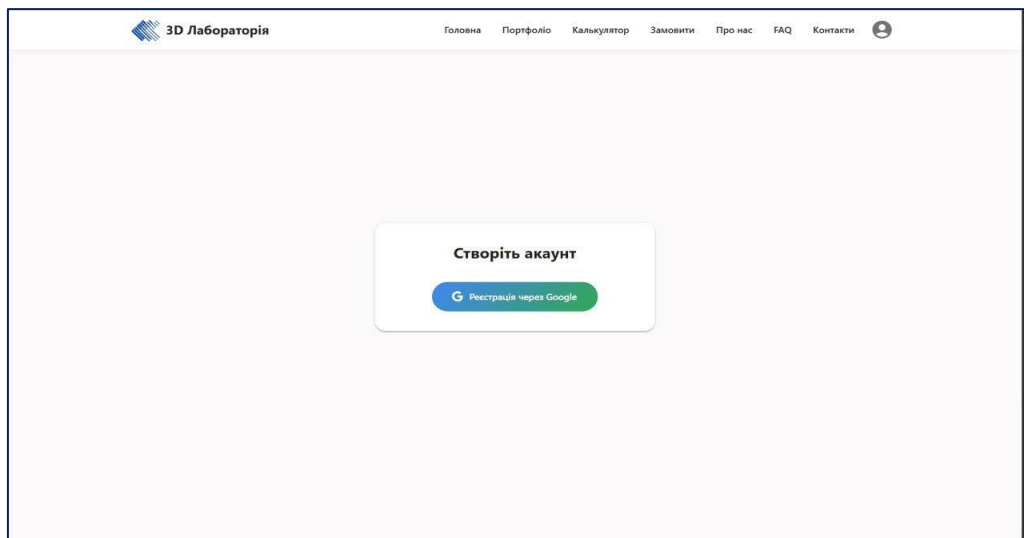 3D Лабораторія
Головна Портфоліо Калькулятор Замовити Про нас FAQ Контакти
Створіть акаунт
Реєстрація через Google